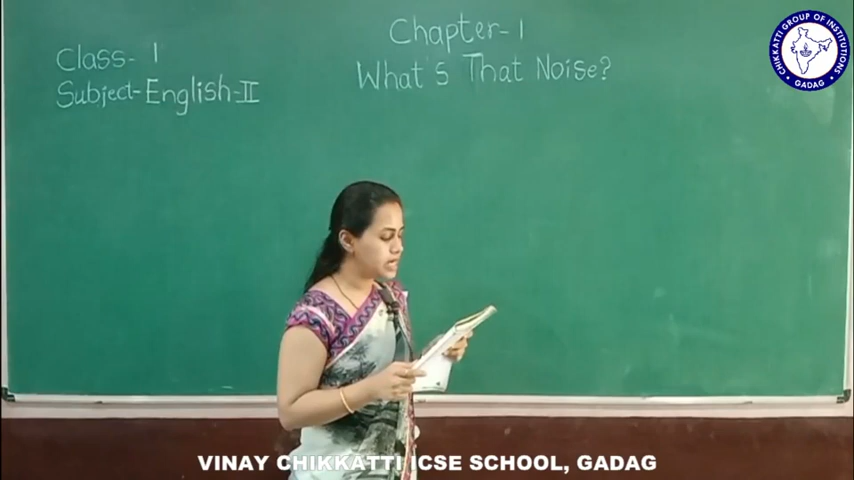 Chapter-1
Class- 1
What's That Noise?
Subject-English-II
CHIKKATTI GROUP OF INSTITUTIONS
GADAG
VINAY CHIKKATTI ICSE SCHOOL, GADAG